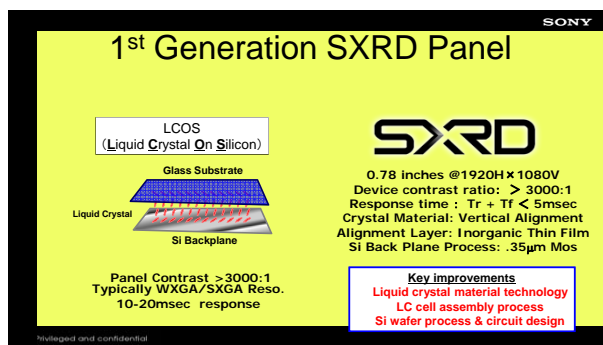 SONY
1st Generation SXRD Panel
LCOS
(Liquid Crystal On Silicon)
Glass Substrate
Liquid Crystal
Si Backplane
Panel Contrast >3000:1
Typically WXGA/SXGA Reso.
10-20msec response
SXRD
0.78 inches @1920H×1080V
Device contrast ratio: > 3000:1
Response time : Tr + Tf < 5msec
Crystal Material: Vertical Alignment
Alignment Layer: Inorganic Thin Film
Si Back Plane Process: .35μm Mos
Key improvements
Liquid crystal material technology
LC cell assembly process
Si wafer process & circuit design
Privileged and confidential